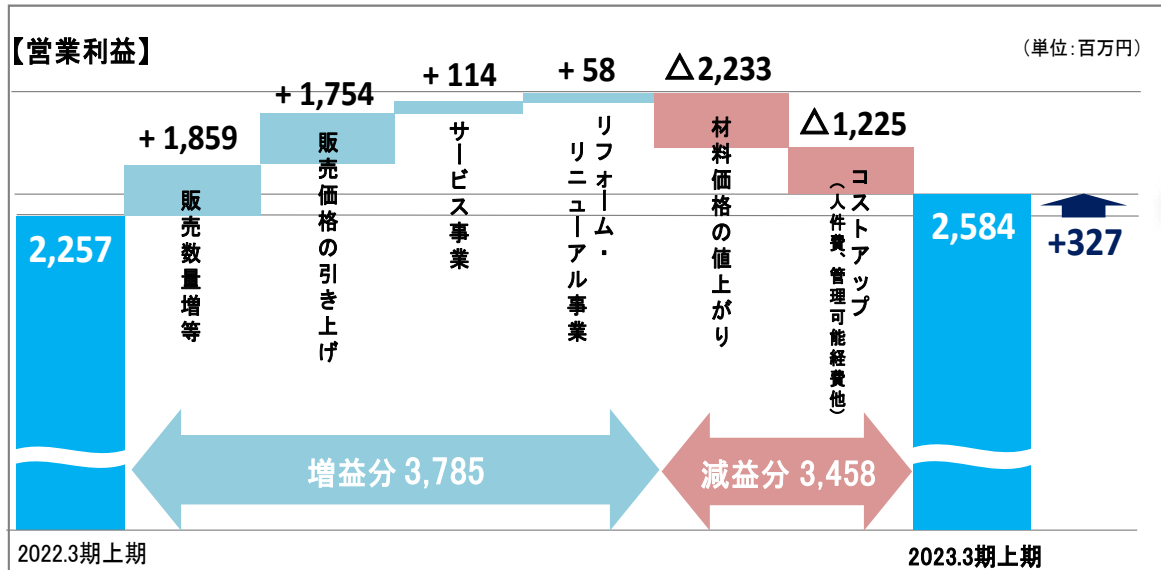 【営業利益】
（単位：百万円）
2,257
+ 1,859
販売数量増等
+ 1,754
販売価格の引き上げ
+ 114
サービス事業
+ 58
リフォーム・
リニューアル事業
△2,233
材料価格の値上がり
△1,225
コストアップ
（人件費、管理可能経費他）
2,584
+327
増益分 3,785
減益分 3,458
2022.3期上期
2023.3期上期